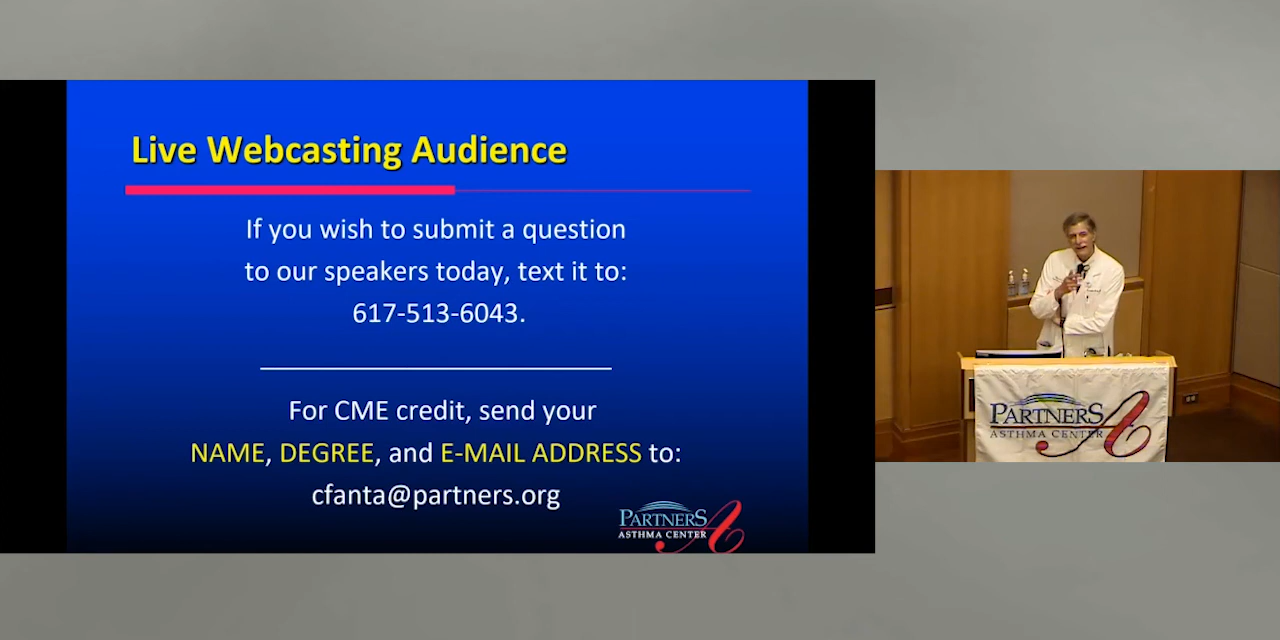 Live Webcasting Audience
If you wish to submit a question
to our speakers today, text it to:
617-513-6043.
For CME credit, send your
NAME, DEGREE, and E-MAIL ADDRESS to:
cfanta@partners.org
PARTNERS
ASTHMA CENTER
PARTNERS
ASTHMA CENTER